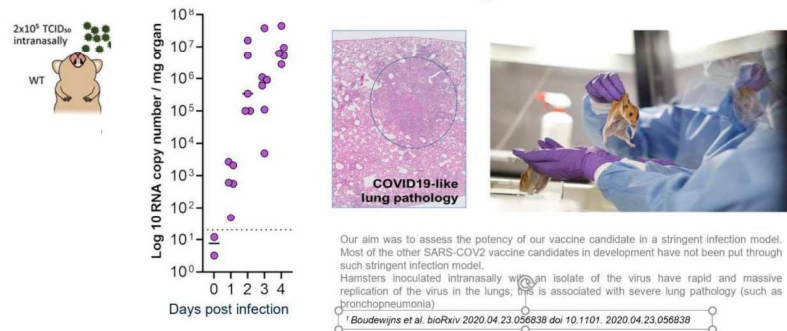 2x10⁵ TCID₅₀
intranasally
WT
Log 10 RNA copy number / mg organ
10⁸
10⁷
10⁶
10⁵
10⁴
10³
10²
10¹
10⁰
0 1 2 3 4
Days post infection
COVID19-like
lung pathology
Our aim was to assess the potency of our vaccine candidate in a stringent infection model.
Most of the other SARS-COV2 vaccine candidates in development have not been put through
such stringent infection model.
Hamsters inoculated intranasally with an isolate of the virus have rapid and massive
replication of the virus in the lungs; this is associated with severe lung pathology (such as
bronchopneumonia)
¹ Boudewijns et al. bioRxiv 2020.04.23.056838 doi 10.1101. 2020.04.23.056838